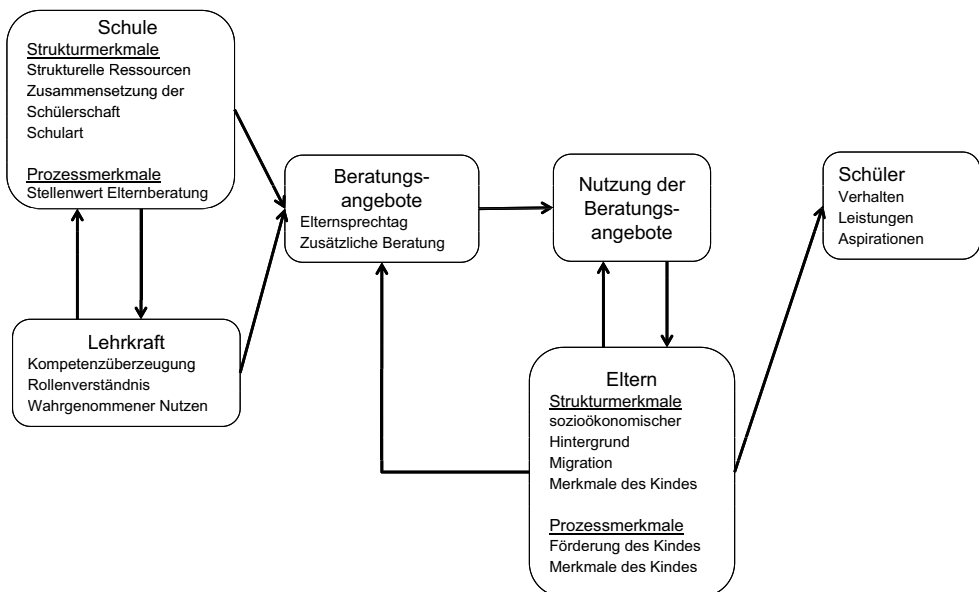 Schule
Strukturmerkmale
Strukturelle Ressourcen
Zusammensetzung der
Schülerschaft
Schulart
Prozessmerkmale
Stellenwert Elternberatung
Lehrkraft
Kompetenzüberzeugung
Rollenverständnis
Wahrgenommener Nutzen
Beratungs-
angebote
Elternsprechtag
Zusätzliche Beratung
Nutzung der
Beratungs-
angebote
Eltern
Strukturmerkmale
sozioökonomischer
Hintergrund
Migration
Merkmale des Kindes
Prozessmerkmale
Förderung des Kindes
Merkmale des Kindes
Schüler
Verhalten
Leistungen
Aspirationen